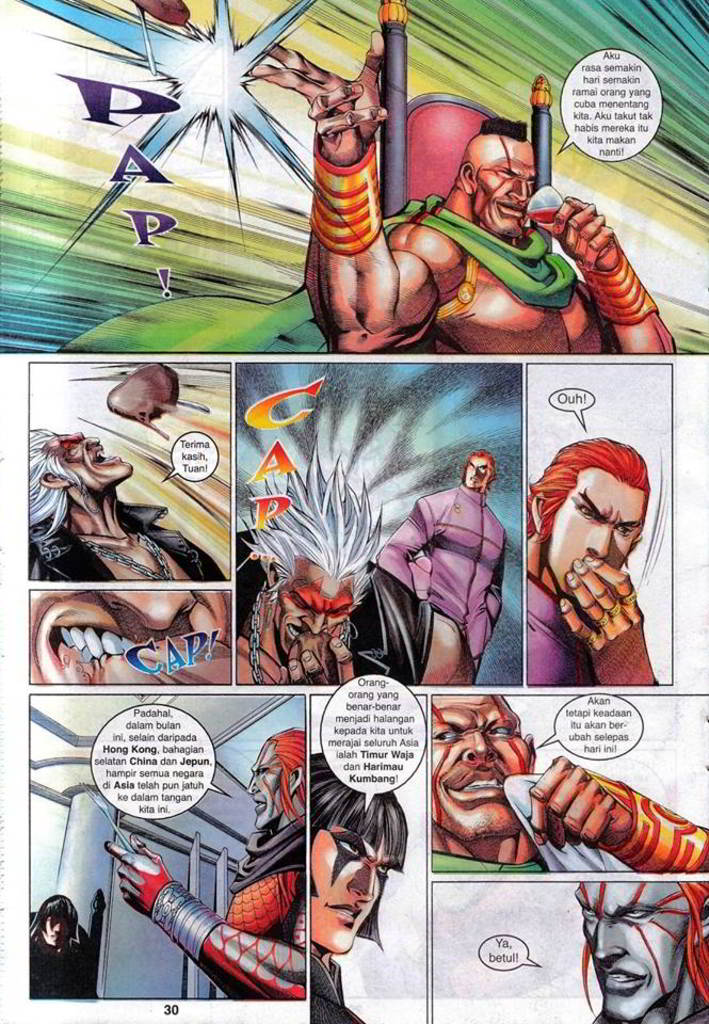 PAP!
Aku
rasa semakin
hari semakin
ramai orang yang
cuba menentang
kita. Aku takut tak
habis mereka itu
kita makan
nanti!
Terima
kasih,
Tuan!
CAP
Ouh!
CAP!
Padahal,
dalam bulan
ini, selain daripada
Hong Kong, bahagian
selatan China dan Jepun,
hampir semua negara
di Asia telah pun jatuh
ke dalam tangan
kita ini.
Orang-
orang yang
benar-benar
menjadi halangan
kepada kita untuk
merajai seluruh Asia
ialah Timur Waja
dan Harimau
Kumbang!
Akan
tetapi keadaan
itu akan ber-
ubah selepas
hari ini!
Ya,
betul!
30